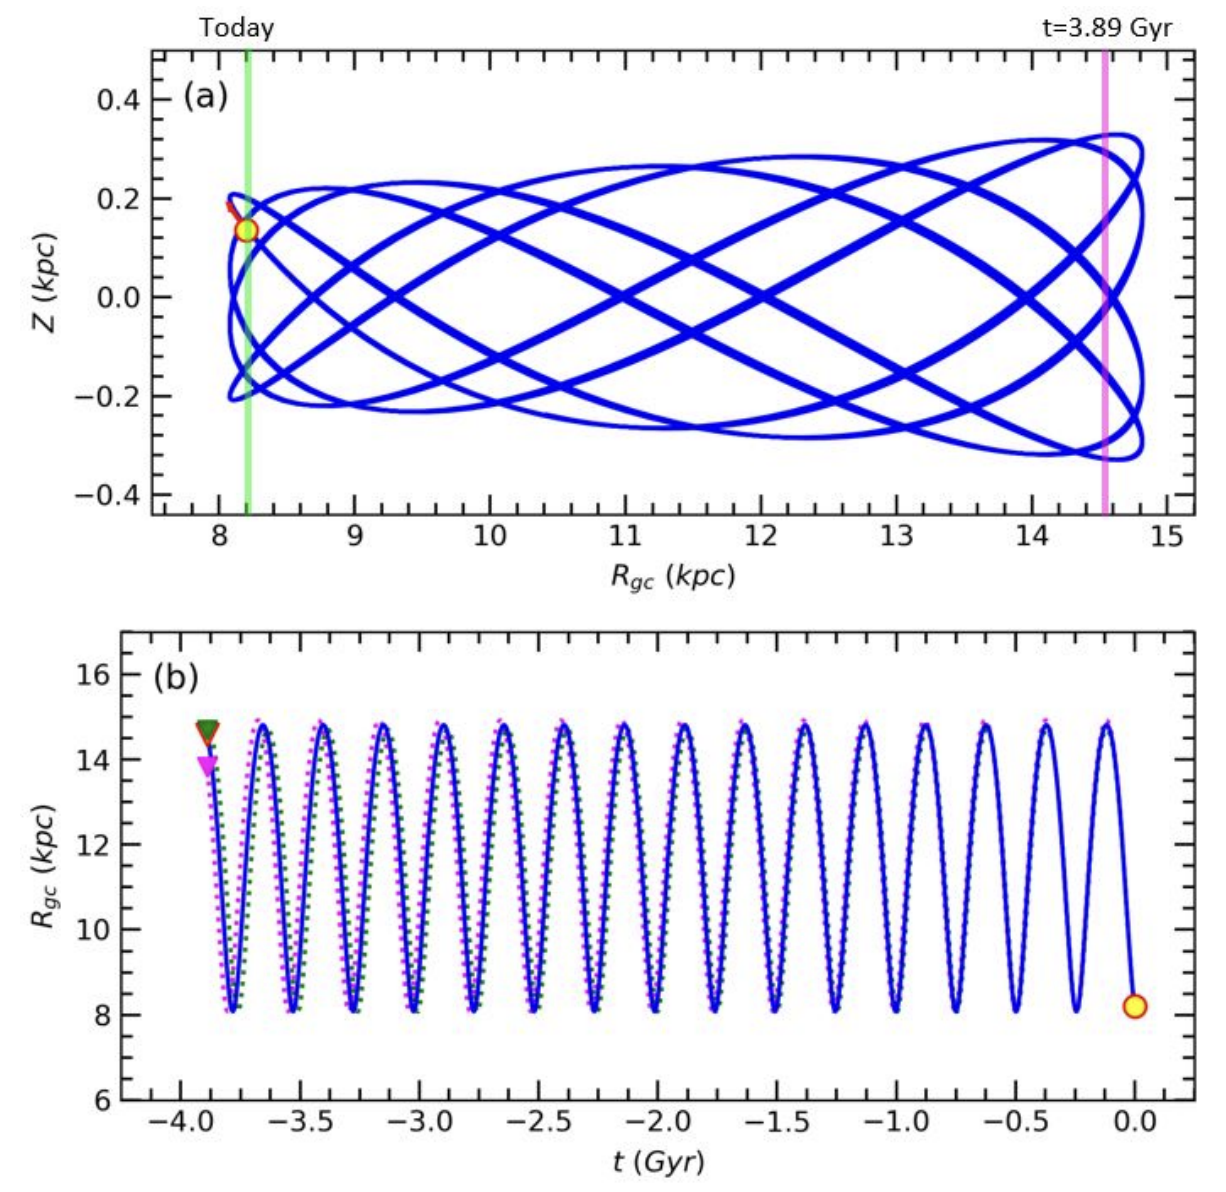 Today t=3.89 Gyr
(a)
0.4
0.2
0.0
−0.2
−0.4
Z (kpc)
8 9 10 11 12 13 14 15
R_gc (kpc)
(b)
16
14
12
10
8
6
R_gc (kpc)
−4.0 −3.5 −3.0 −2.5 −2.0 −1.5 −1.0 −0.5 0.0
t (Gyr)